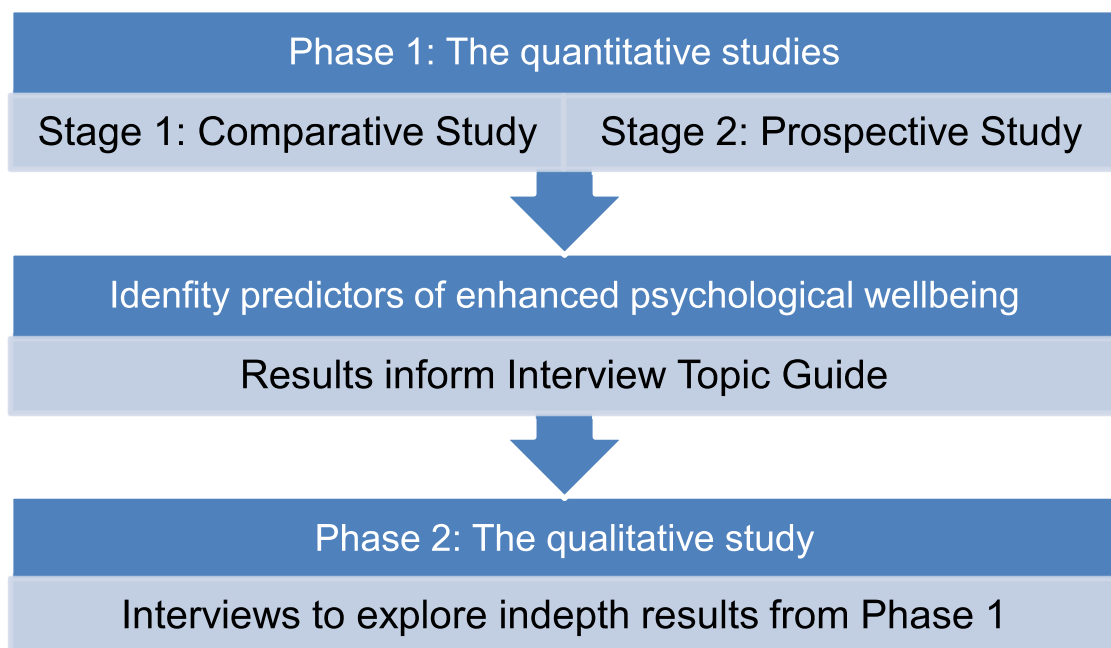 Phase 1: The quantitative studies
Stage 1: Comparative Study
Stage 2: Prospective Study
Idenfity predictors of enhanced psychological wellbeing
Results inform Interview Topic Guide
Phase 2: The qualitative study
Interviews to explore indepth results from Phase 1